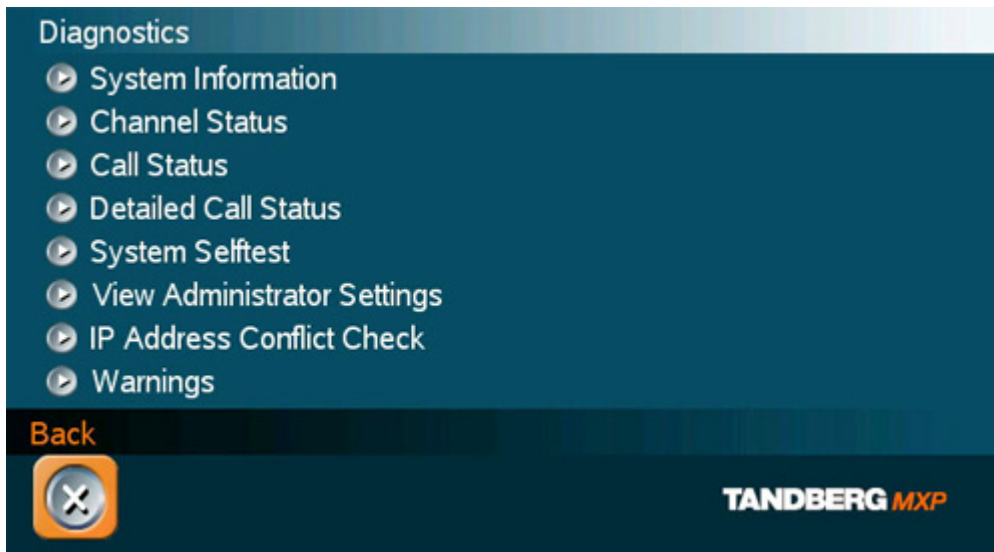 Diagnostics
System Information
Channel Status
Call Status
Detailed Call Status
System Selftest
View Administrator Settings
IP Address Conflict Check
Warnings
Back
TANDBERG MXP